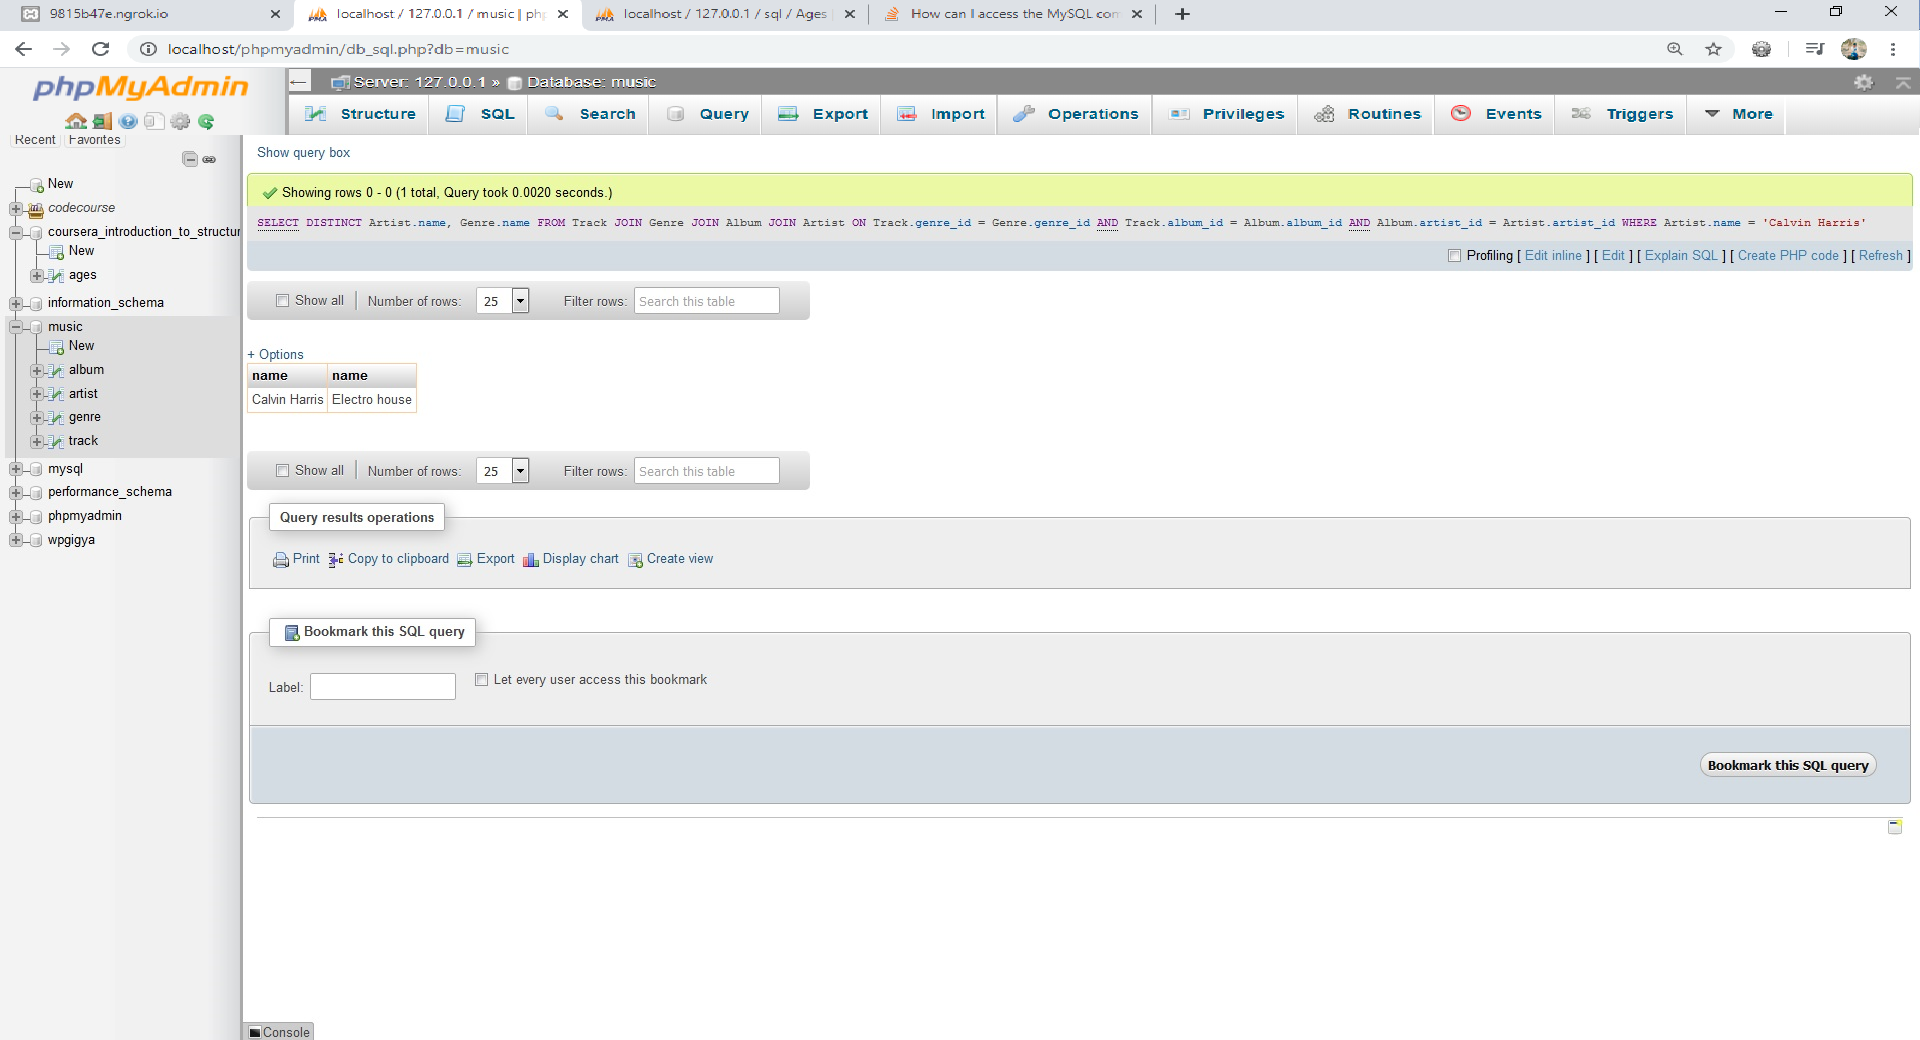 9815b47e.ngrok.io
localhost / 127.0.0.1 / music | ph
localhost / 127.0.0.1 / sql / Ages
How can I access the MySQL co
localhost/phpmyadmin/db_sql.php?db=music
phpMyAdmin
Server: 127.0.0.1 » Database: music
Structure SQL Search Query Export Import Operations Privileges Routines Events Triggers More
Recent Favorites
New
codecourse
coursera_introduction_to_structur
New
ages
information_schema
music
New
album
artist
genre
track
mysql
performance_schema
phpmyadmin
wpgigya
Show query box
Showing rows 0 - 0 (1 total, Query took 0.0020 seconds.)
SELECT DISTINCT Artist.name, Genre.name FROM Track JOIN Genre JOIN Album JOIN Artist ON Track.genre_id = Genre.genre_id AND Track.album_id = Album.album_id AND Album.artist_id = Artist.artist_id WHERE Artist.name = 'Calvin Harris'
Profiling [ Edit inline ] [ Edit ] [ Explain SQL ] [ Create PHP code ] [ Refresh ]
Show all Number of rows: 25 Filter rows: Search this table
+ Options
name name
Calvin Harris Electro house
Show all Number of rows: 25 Filter rows: Search this table
Query results operations
Print Copy to clipboard Export Display chart Create view
Bookmark this SQL query
Label: Let every user access this bookmark
Bookmark this SQL query
Console